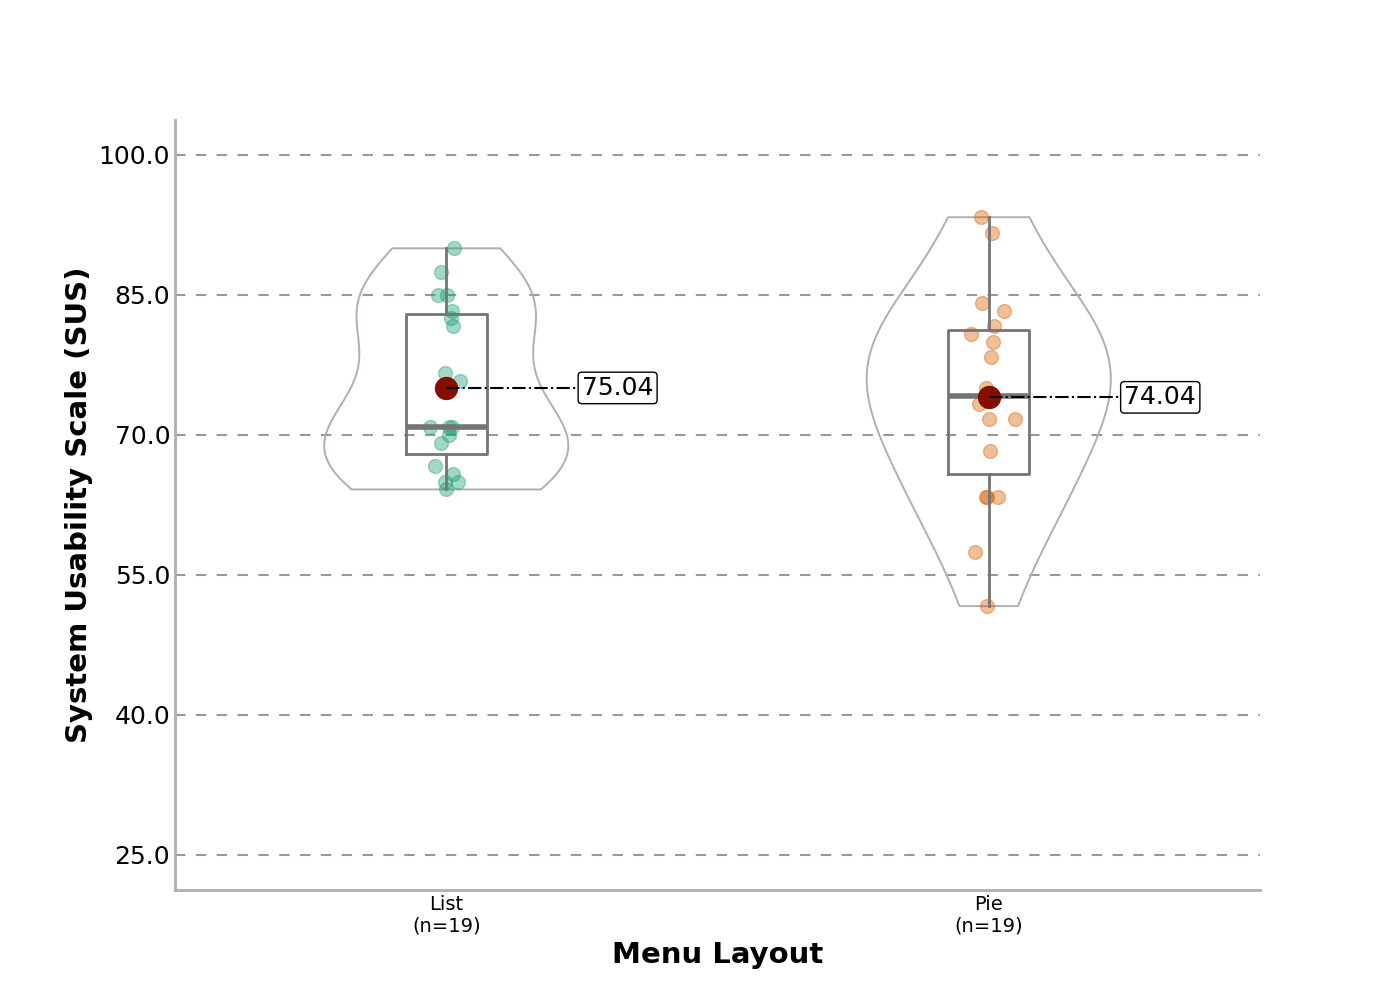 100.0
85.0
70.0
55.0
40.0
25.0
System Usability Scale (SUS)
75.04
74.04
List
(n=19)
Pie
(n=19)
Menu Layout